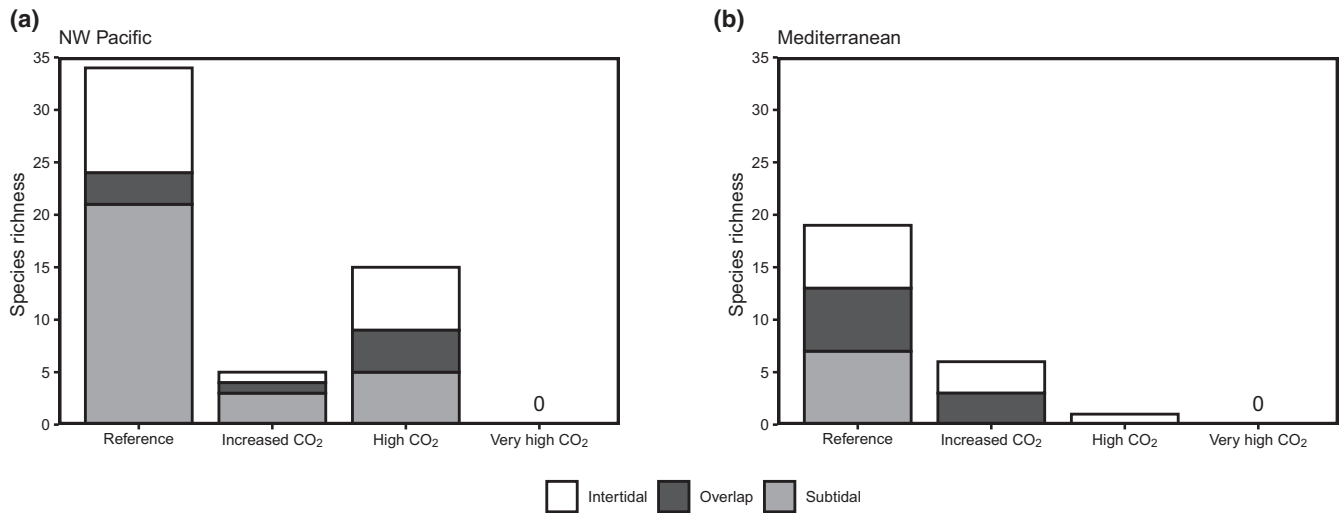 (a)
NW Pacific
Species richness
35
30
25
20
15
10
5
0
0
Reference Increased CO₂ High CO₂ Very high CO₂
(b)
Mediterranean
Species richness
35
30
25
20
15
10
5
0
0
Reference Increased CO₂ High CO₂ Very high CO₂
Intertidal Overlap Subtidal